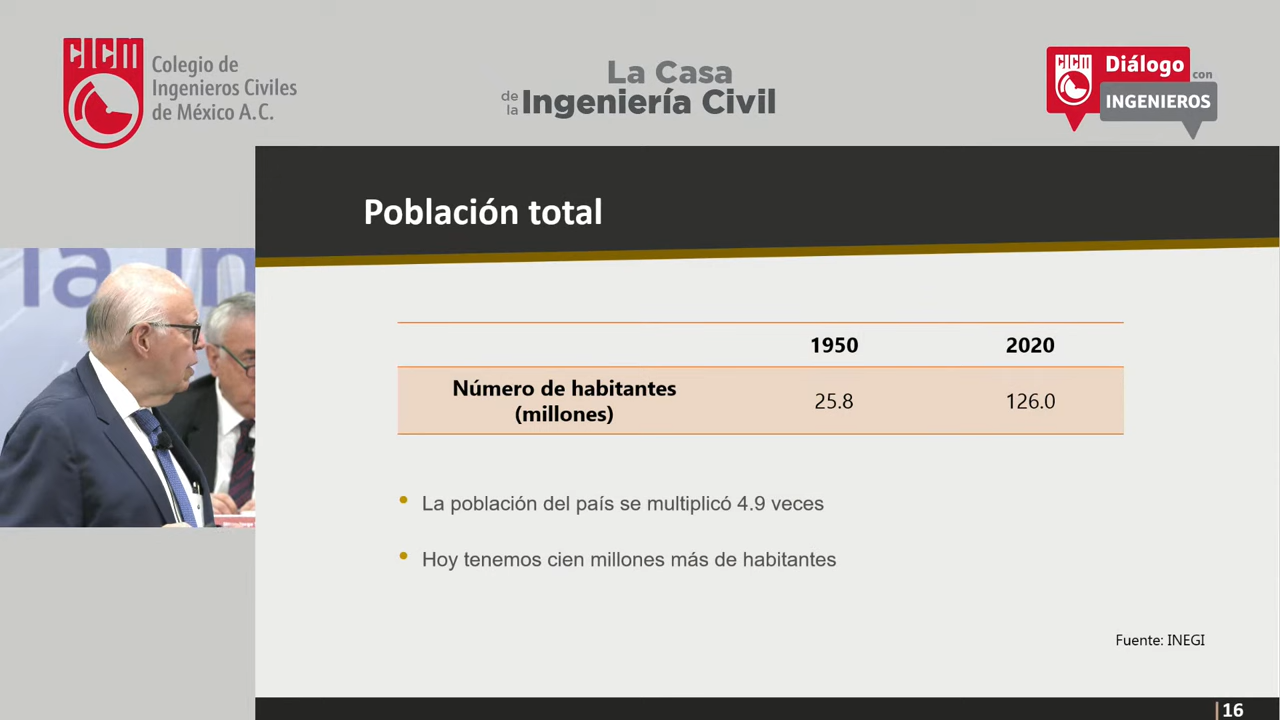 CICM
Colegio de
Ingenieros Civiles
de México A.C.
La Casa
de la Ingeniería Civil
CICM
Diálogo con
INGENIEROS
Población total
la In
1950 2020
Número de habitantes
(millones) 25.8 126.0
• La población del país se multiplicó 4.9 veces
• Hoy tenemos cien millones más de habitantes
Fuente: INEGI
16